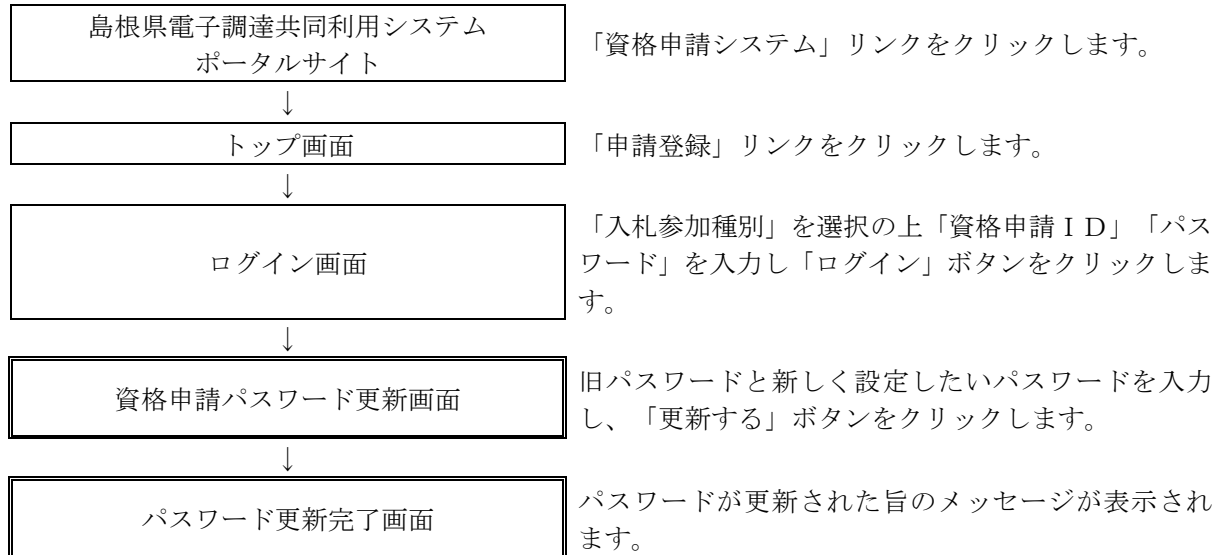 島根県電子調達共同利用システム
ポータルサイト
「資格申請システム」リンクをクリックします。
↓
トップ画面
「申請登録」リンクをクリックします。
↓
ログイン画面
「入札参加種別」を選択の上「資格申請ＩＤ」「パス
ワード」を入力し「ログイン」ボタンをクリックしま
す。
↓
資格申請パスワード更新画面
旧パスワードと新しく設定したいパスワードを入力
し、「更新する」ボタンをクリックします。
↓
パスワード更新完了画面
パスワードが更新された旨のメッセージが表示され
ます。